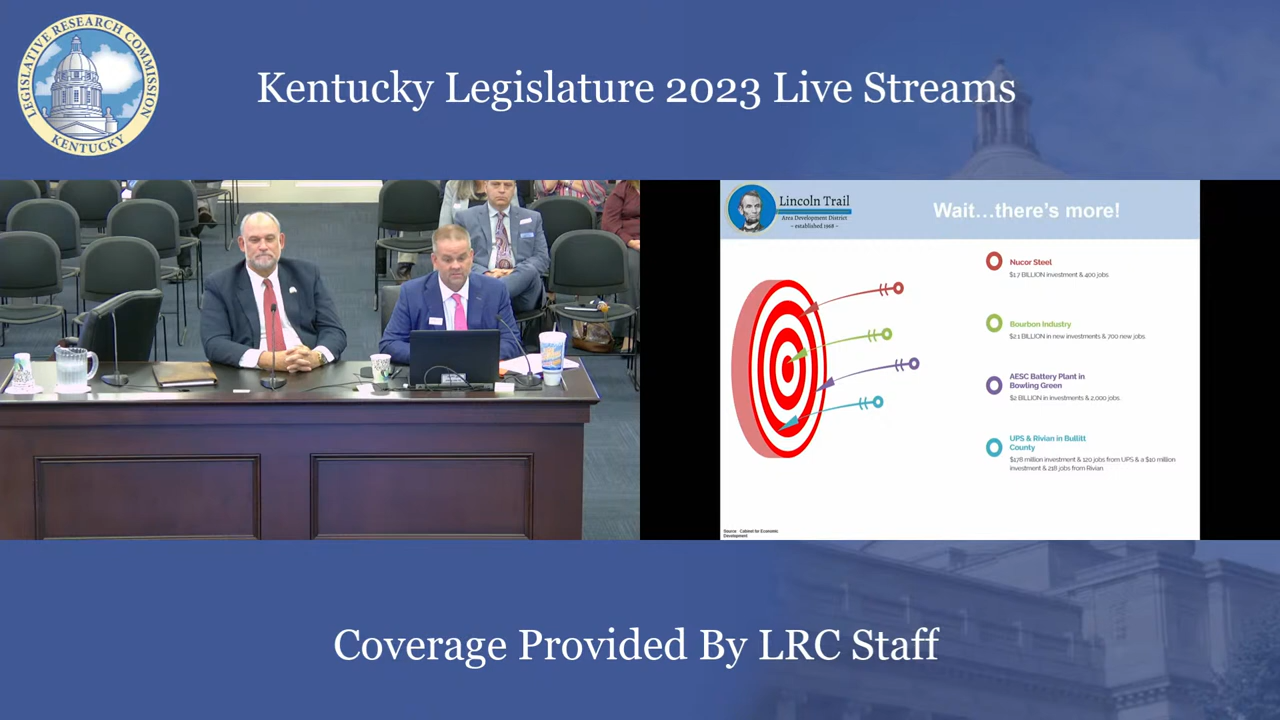 LEGISLATIVE RESEARCH COMMISSION
KENTUCKY
Kentucky Legislature 2023 Live Streams
Lincoln Trail
Area Development District
~ established 1968 ~
Wait...there's more!
Nucor Steel
$1.7 BILLION investment & 400 jobs.
Bourbon Industry
$2.1 BILLION in new investments & 700 new jobs.
AESC Battery Plant in
Bowling Green
$2 BILLION in investments & 2,000 jobs.
UPS & Rivian in Bullitt
County
$178 million investment & 120 jobs from UPS & a $10 million
investment & 218 jobs from Rivian
Source: Cabinet for Economic
Development
Coverage Provided By LRC Staff